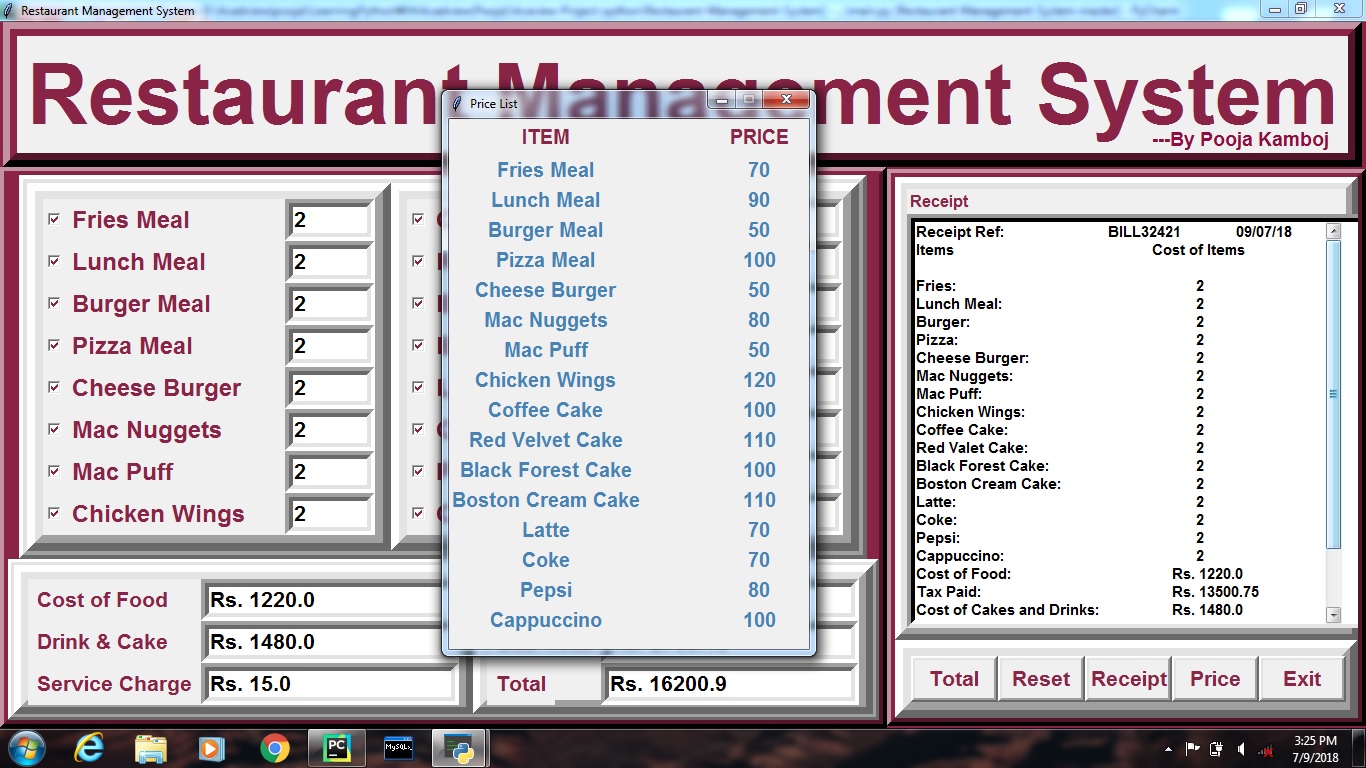 Restaurant Management System
Restaurant Management System
---By Pooja Kamboj
Price List
ITEM PRICE
Fries Meal 70
Lunch Meal 90
Burger Meal 50
Pizza Meal 100
Cheese Burger 50
Mac Nuggets 80
Mac Puff 50
Chicken Wings 120
Coffee Cake 100
Red Velvet Cake 110
Black Forest Cake 100
Boston Cream Cake 110
Latte 70
Coke 70
Pepsi 80
Cappuccino 100
Fries Meal 2
Lunch Meal 2
Burger Meal 2
Pizza Meal 2
Cheese Burger 2
Mac Nuggets 2
Mac Puff 2
Chicken Wings 2
Cost of Food Rs. 1220.0
Drink & Cake Rs. 1480.0
Service Charge Rs. 15.0
Total Rs. 16200.9
Receipt
Receipt Ref: BILL32421 09/07/18
Items Cost of Items
Fries: 2
Lunch Meal: 2
Burger: 2
Pizza: 2
Cheese Burger: 2
Mac Nuggets: 2
Mac Puff: 2
Chicken Wings: 2
Coffee Cake: 2
Red Valet Cake: 2
Black Forest Cake: 2
Boston Cream Cake: 2
Latte: 2
Coke: 2
Pepsi: 2
Cappuccino: 2
Cost of Food: Rs. 1220.0
Tax Paid: Rs. 13500.75
Cost of Cakes and Drinks: Rs. 1480.0
Total Reset Receipt Price Exit
PC MySQL
3:25 PM
7/9/2018